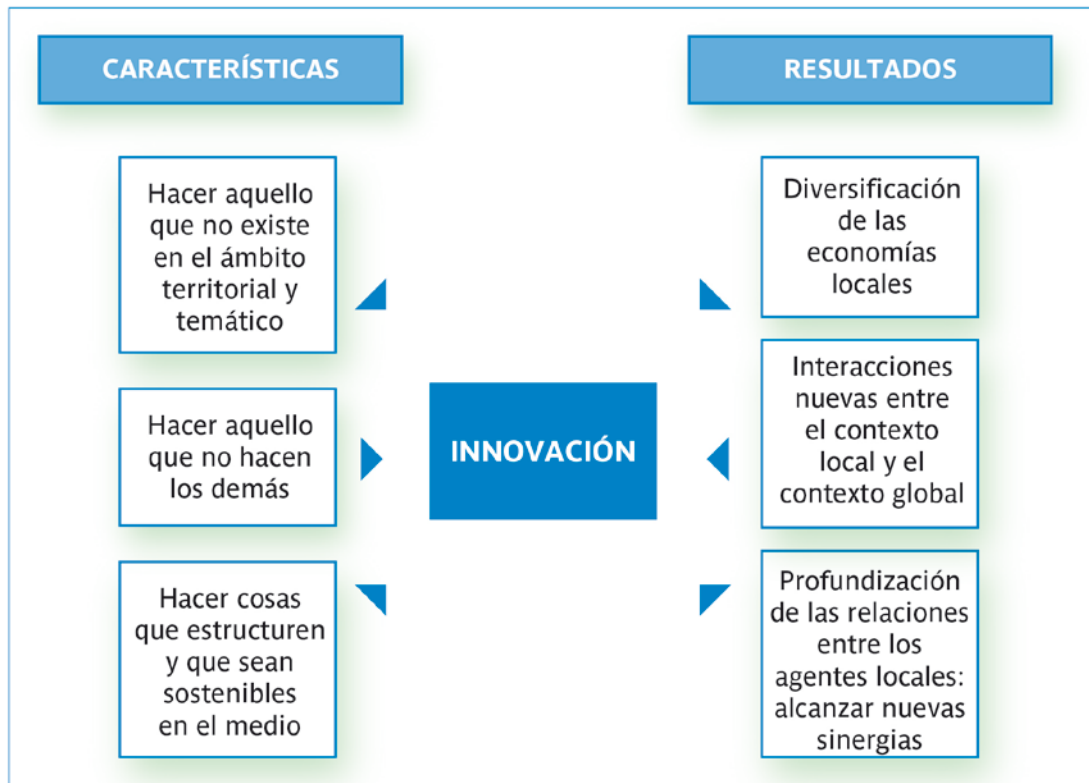 CARACTERÍSTICAS
Hacer aquello
que no existe
en el ámbito
territorial y
temático
Hacer aquello
que no hacen
los demás
Hacer cosas
que estructuren
y que sean
sostenibles
en el medio
INNOVACIÓN
RESULTADOS
Diversificación
de las
economías
locales
Interacciones
nuevas entre
el contexto
local y el
contexto global
Profundización
de las relaciones
entre los
agentes locales:
alcanzar nuevas
sinergias